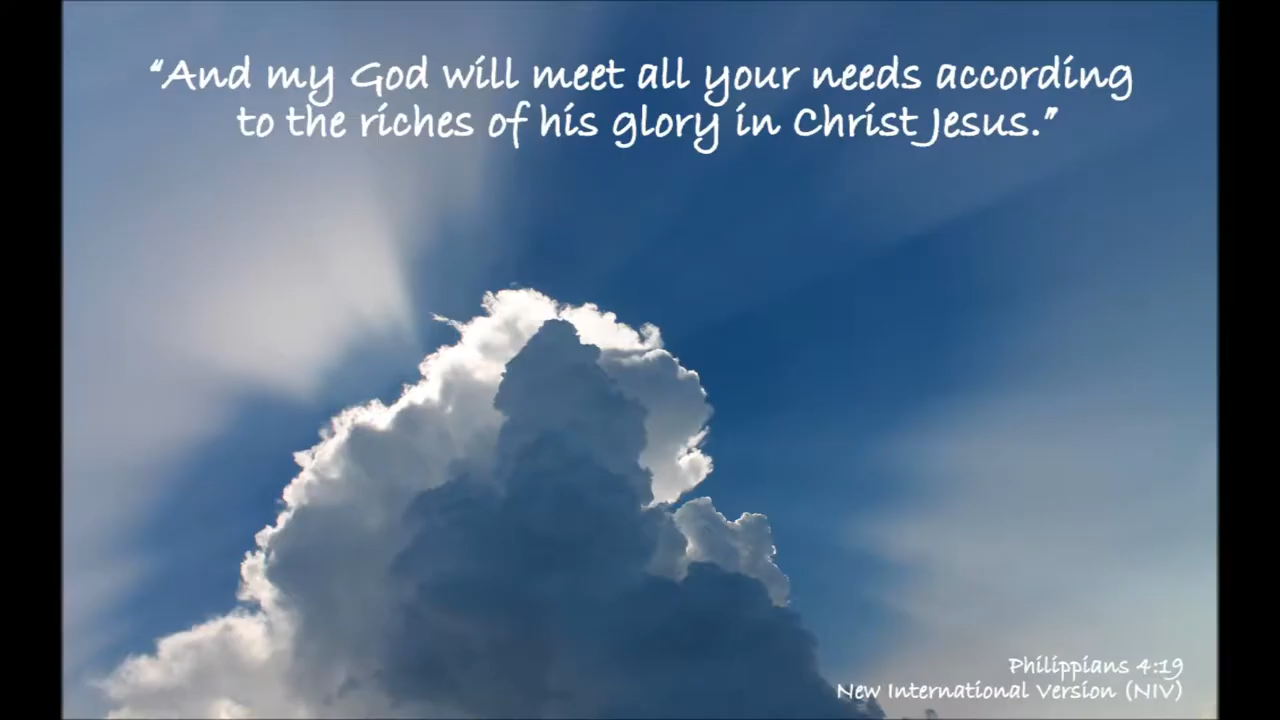 “And my God will meet all your needs according
to the riches of his glory in Christ Jesus.”
Philippians 4:19
New International Version (NIV)